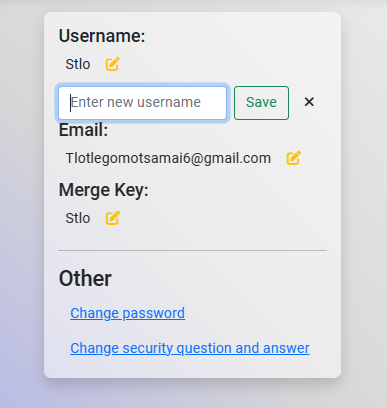 Username:
Stlo
Enter new username Save ×
Email:
Tlotlegomotsamai6@gmail.com
Merge Key:
Stlo
Other
Change password
Change security question and answer